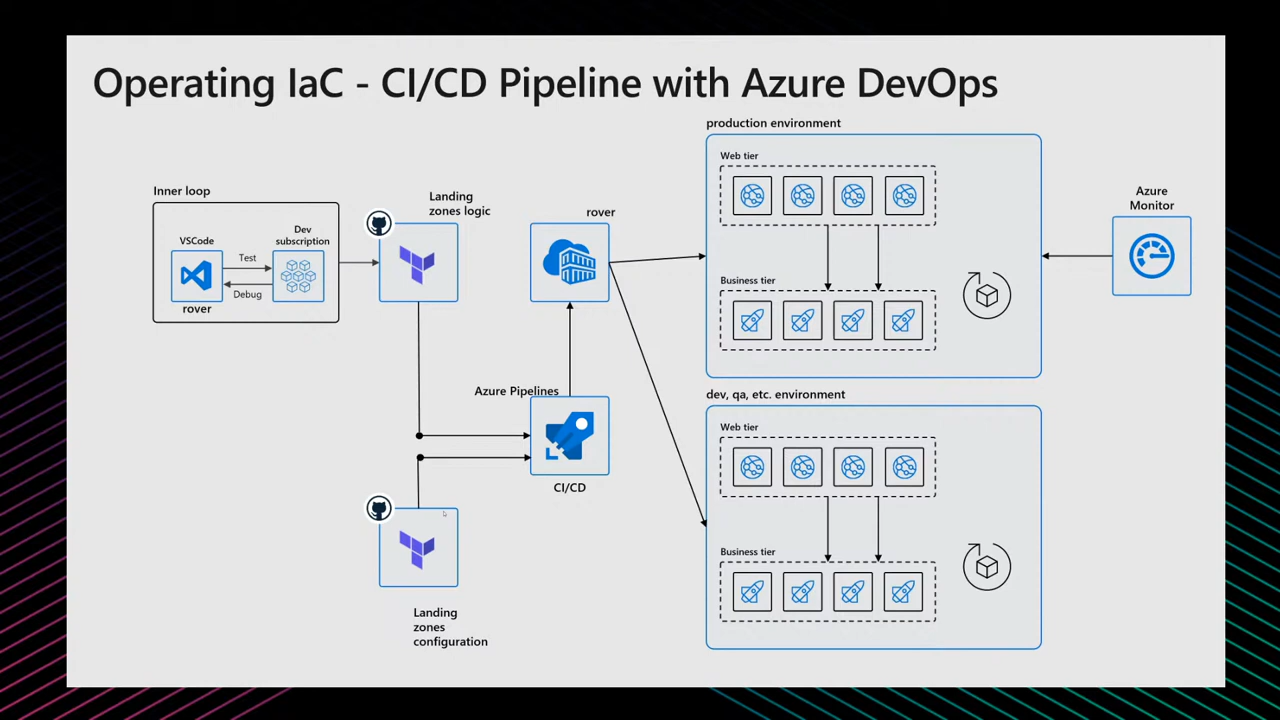 Operating IaC - CI/CD Pipeline with Azure DevOps
Inner loop
VSCode
Test
Debug
rover
Dev
subscription
Landing
zones logic
rover
Azure Pipelines
CI/CD
Landing
zones
configuration
production environment
Web tier
Business tier
Azure
Monitor
dev, qa, etc. environment
Web tier
Business tier